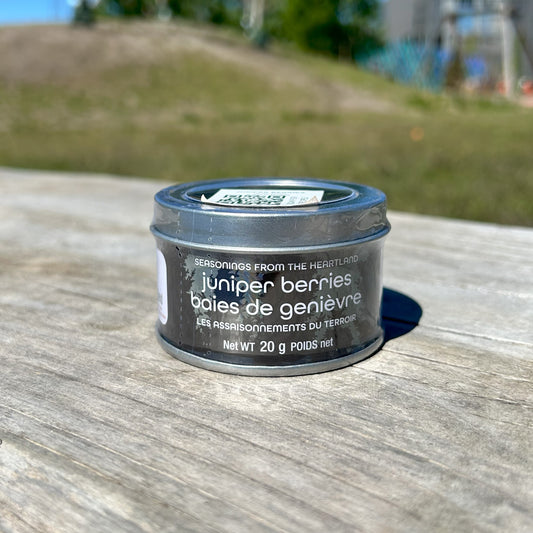 SEASONINGS FROM THE HEARTLAND
juniper berries
baies de genièvre
LES ASSAISONNEMENTS DU TERROIR
Net WT 20 g POIDS net